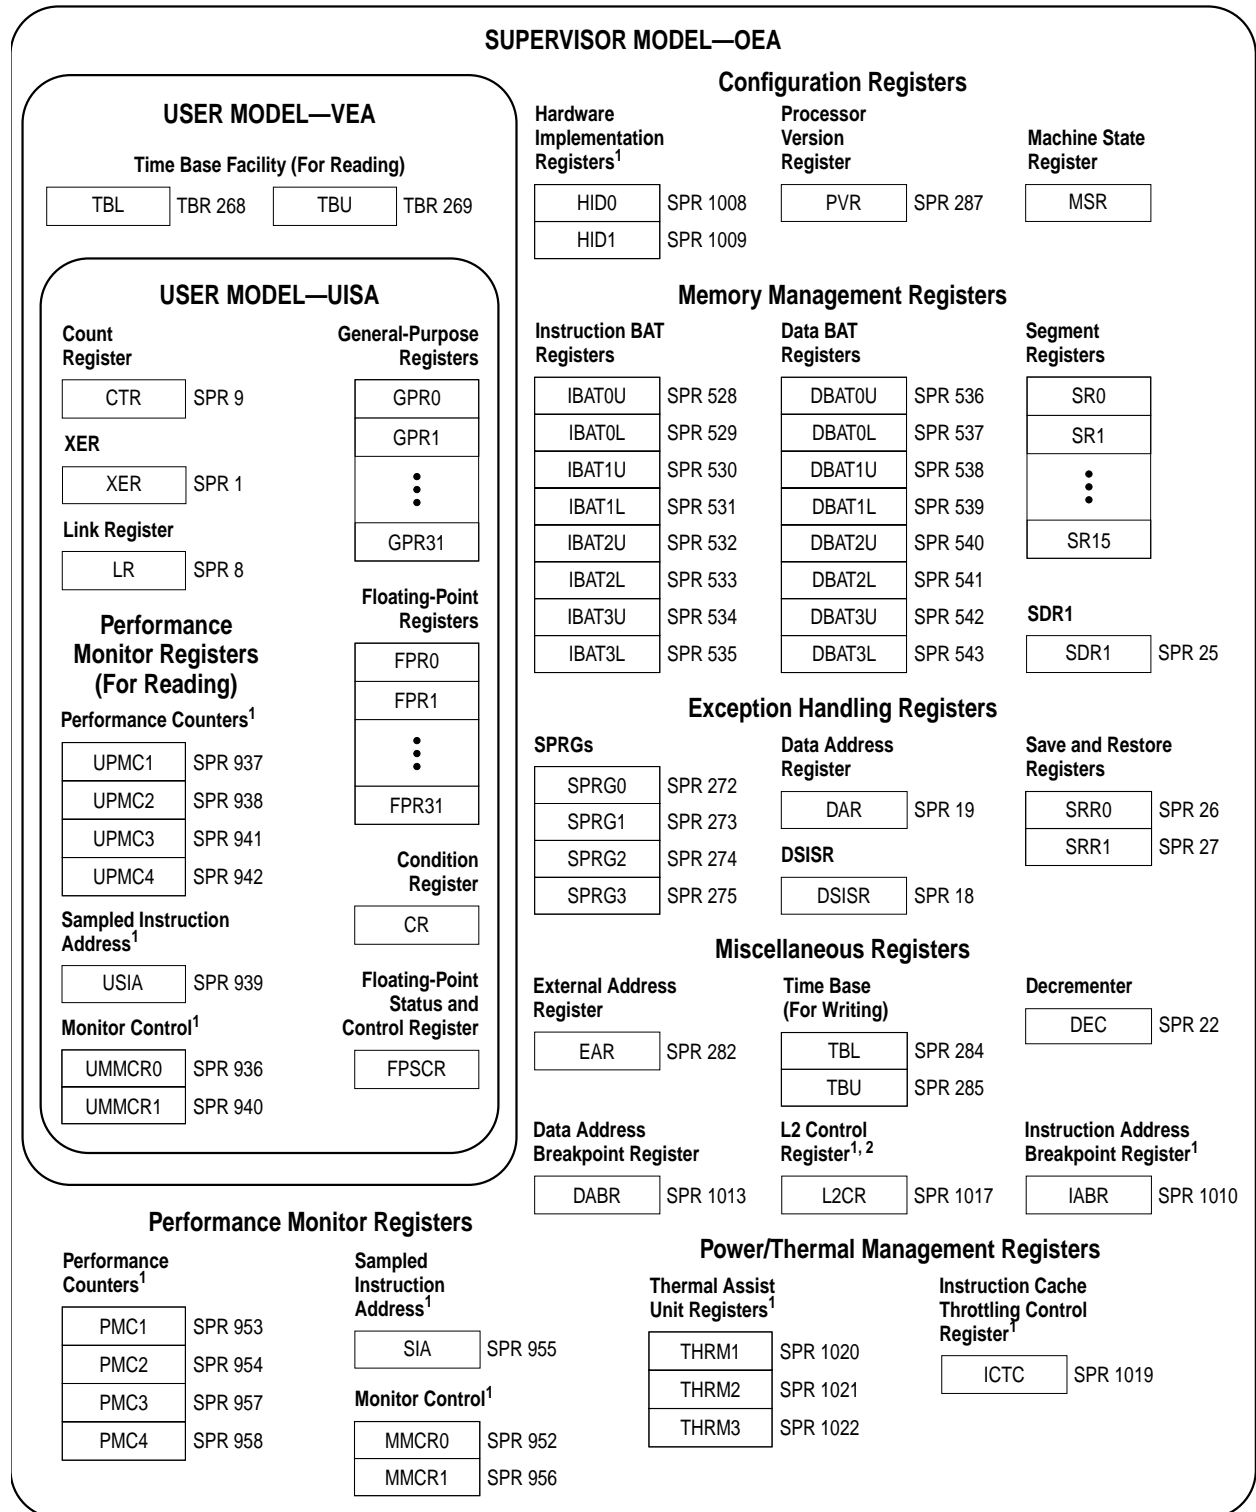 SUPERVISOR MODEL—OEA
USER MODEL—VEA
Time Base Facility (For Reading)
TBL TBR 268 TBU TBR 269
USER MODEL—UISA
Count
Register
CTR SPR 9
XER
XER SPR 1
Link Register
LR SPR 8
Performance
Monitor Registers
(For Reading)
Performance Counters1
UPMC1 SPR 937
UPMC2 SPR 938
UPMC3 SPR 941
UPMC4 SPR 942
Sampled Instruction
Address1
USIA SPR 939
Monitor Control1
UMMCR0 SPR 936
UMMCR1 SPR 940
General-Purpose
Registers
GPR0
GPR1
GPR31
Floating-Point
Registers
FPR0
FPR1
FPR31
Condition
Register
CR
Floating-Point
Status and
Control Register
FPSCR
Configuration Registers
Hardware
Implementation
Registers1
HID0 SPR 1008
HID1 SPR 1009
Processor
Version
Register
PVR SPR 287
Machine State
Register
MSR
Memory Management Registers
Instruction BAT
Registers
IBAT0U SPR 528
IBAT0L SPR 529
IBAT1U SPR 530
IBAT1L SPR 531
IBAT2U SPR 532
IBAT2L SPR 533
IBAT3U SPR 534
IBAT3L SPR 535
Data BAT
Registers
DBAT0U SPR 536
DBAT0L SPR 537
DBAT1U SPR 538
DBAT1L SPR 539
DBAT2U SPR 540
DBAT2L SPR 541
DBAT3U SPR 542
DBAT3L SPR 543
Segment
Registers
SR0
SR1
SR15
SDR1
SDR1 SPR 25
Exception Handling Registers
SPRGs
SPRG0 SPR 272
SPRG1 SPR 273
SPRG2 SPR 274
SPRG3 SPR 275
Data Address
Register
DAR SPR 19
DSISR
DSISR SPR 18
Save and Restore
Registers
SRR0 SPR 26
SRR1 SPR 27
Miscellaneous Registers
External Address
Register
EAR SPR 282
Time Base
(For Writing)
TBL SPR 284
TBU SPR 285
Decrementer
DEC SPR 22
Data Address
Breakpoint Register
DABR SPR 1013
L2 Control
Register1, 2
L2CR SPR 1017
Instruction Address
Breakpoint Register1
IABR SPR 1010
Performance Monitor Registers
Performance
Counters1
PMC1 SPR 953
PMC2 SPR 954
PMC3 SPR 957
PMC4 SPR 958
Sampled
Instruction
Address1
SIA SPR 955
Monitor Control1
MMCR0 SPR 952
MMCR1 SPR 956
Power/Thermal Management Registers
Thermal Assist
Unit Registers1
THRM1 SPR 1020
THRM2 SPR 1021
THRM3 SPR 1022
Instruction Cache
Throttling Control
Register1
ICTC SPR 1019